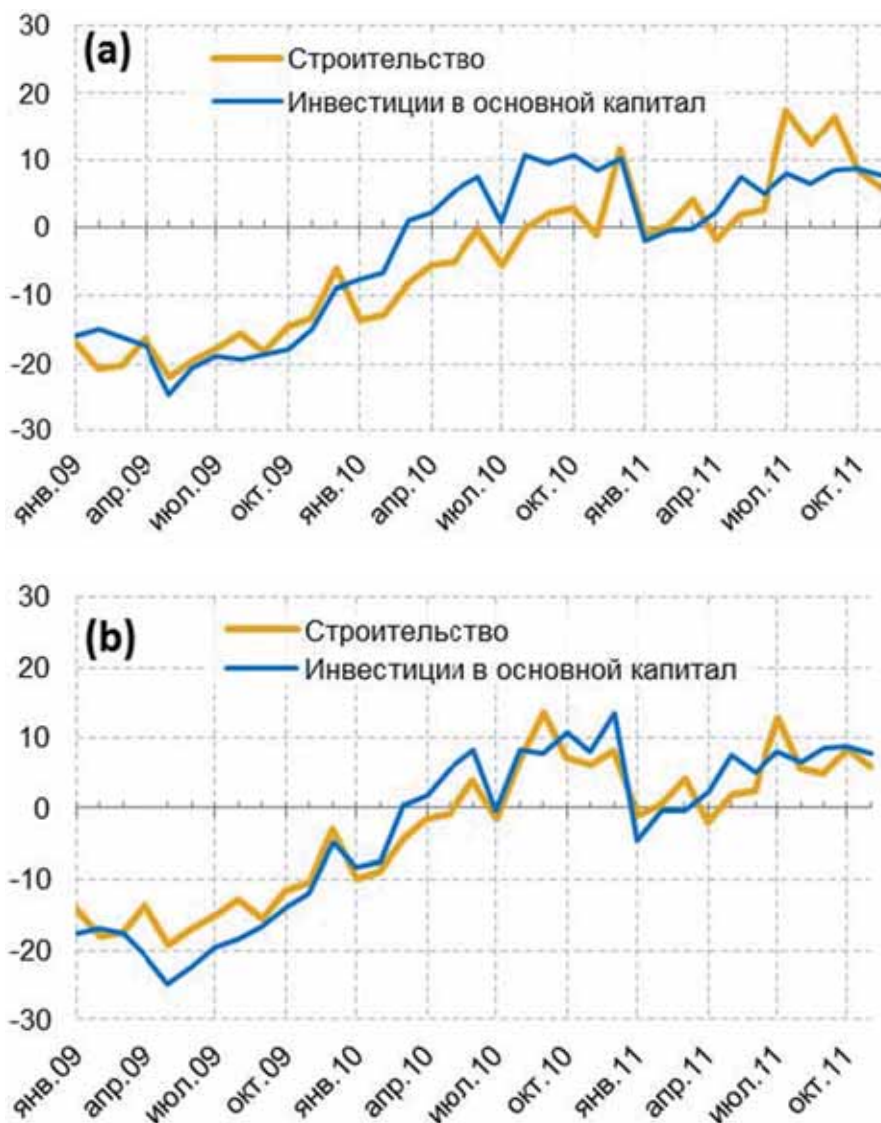 (a)
Строительство
Инвестиции в основной капитал
30
20
10
0
-10
-20
-30
янв. 09
апр. 09
июл. 09
окт. 09
янв. 10
апр. 10
июл. 10
окт. 10
янв. 11
апр. 11
июл. 11
окт. 11
(b)
Строительство
Инвестиции в основной капитал
30
20
10
0
-10
-20
-30
янв. 09
апр. 09
июл. 09
окт. 09
янв. 10
апр. 10
июл. 10
окт. 10
янв. 11
апр. 11
июл. 11
окт. 11